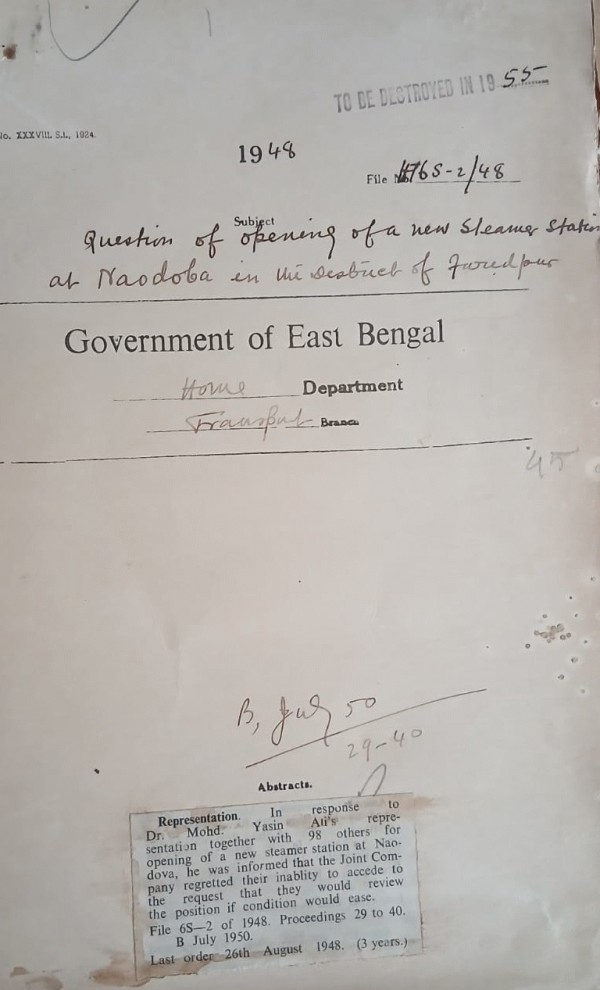 TO BE DESTROYED IN 1955
No. XXXVIII. S.L., 1924.
1948
File 6S-2/48
Subject
Question of opening of a new Steamer Station
at Naodoba in the District of Faridpur
Government of East Bengal
Home Department
Transport Branch
45
B, July 50
29-40
Abstracts.
Representation. In response to
Dr. Mohd. Yasin Ali's repre-
sentation together with 98 others for
opening of a new steamer station at Nao-
dova, he was informed that the Joint Com-
pany regretted their inablity to accede to
the request that they would review
the position if condition would ease.
File 6S—2 of 1948. Proceedings 29 to 40.
B July 1950.
Last order 26th August 1948. (3 years.)